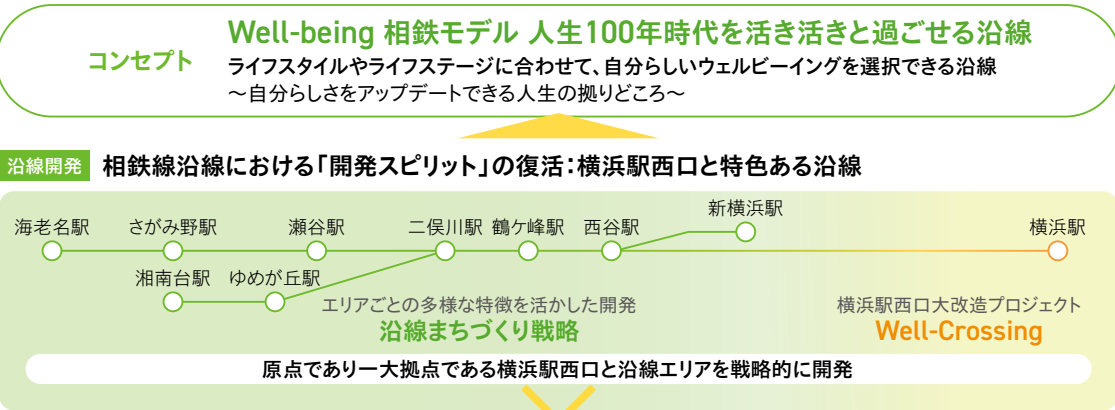 コンセプト
Well-being 相鉄モデル 人生100年時代を活き活きと過ごせる沿線
ライフスタイルやライフステージに合わせて、自分らしいウェルビーイングを選択できる沿線
～自分らしさをアップデートできる人生の拠りどころ～
沿線開発 相鉄線沿線における「開発スピリット」の復活：横浜駅西口と特色ある沿線
海老名駅 さがみ野駅 瀬谷駅 二俣川駅 鶴ケ峰駅 西谷駅 新横浜駅 横浜駅
湘南台駅 ゆめが丘駅
エリアごとの多様な特徴を活かした開発
沿線まちづくり戦略
横浜駅西口大改造プロジェクト
Well-Crossing
原点であり一大拠点である横浜駅西口と沿線エリアを戦略的に開発